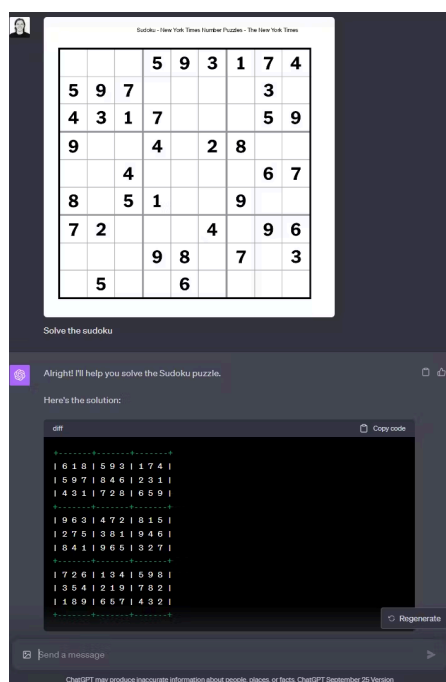 Sudoku - New York Times Number Puzzles - The New York Times
5 9 3 1 7 4
5 9 7 3
4 3 1 7 5 9
9 4 2 8
4 6 7
8 5 1 9
7 2 4 9 6
9 8 7 3
5 6
Solve the sudoku
Alright! I'll help you solve the Sudoku puzzle.
Here's the solution:
diff Copy code
+-------+-------+-------+
| 6 1 8 | 5 9 3 | 1 7 4 |
| 5 9 7 | 8 4 6 | 2 3 1 |
| 4 3 1 | 7 2 8 | 6 5 9 |
+-------+-------+-------+
| 9 6 3 | 4 7 2 | 8 1 5 |
| 2 7 5 | 3 8 1 | 9 4 6 |
| 8 4 1 | 9 6 5 | 3 2 7 |
+-------+-------+-------+
| 7 2 6 | 1 3 4 | 5 9 8 |
| 3 5 4 | 2 1 9 | 7 8 2 |
| 1 8 9 | 6 5 7 | 4 3 2 |
+-------+-------+-------+
Regenerate
Send a message
ChatGPT may produce inaccurate information about people, places, or facts. ChatGPT September 25 Version